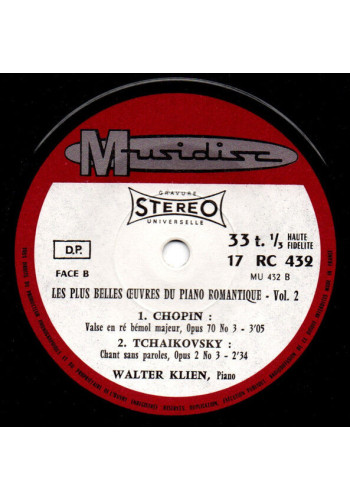 Musidisc
GRAVURE
STEREO
UNIVERSELLE
33 t. 1/3 HAUTE FIDELITE
D.P.
17 RC 432
FACE B
MU 432 B
LES PLUS BELLES ŒUVRES DU PIANO ROMANTIQUE - Vol. 2
1. CHOPIN :
Valse en ré bémol majeur, Opus 70 No 3 - 3'05
2. TCHAIKOVSKY :
Chant sans paroles, Opus 2 No 3 - 2'34
WALTER KLIEN, Piano